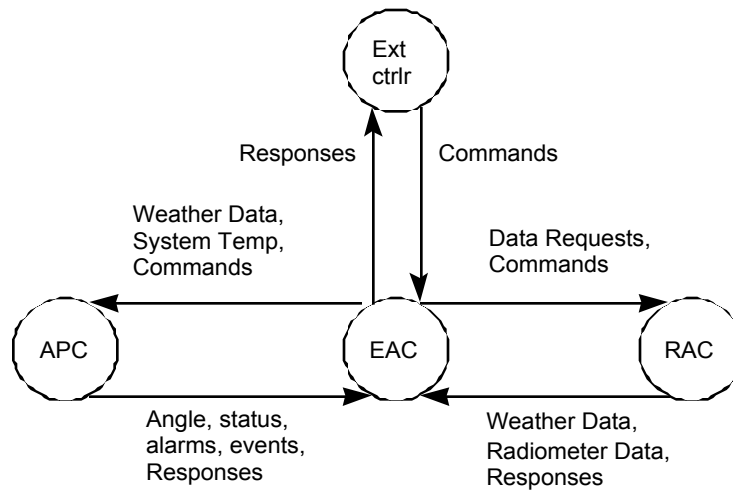 Ext
ctrlr
Responses
Commands
Weather Data,
System Temp,
Commands
Data Requests,
Commands
APC
EAC
RAC
Angle, status,
alarms, events,
Responses
Weather Data,
Radiometer Data,
Responses